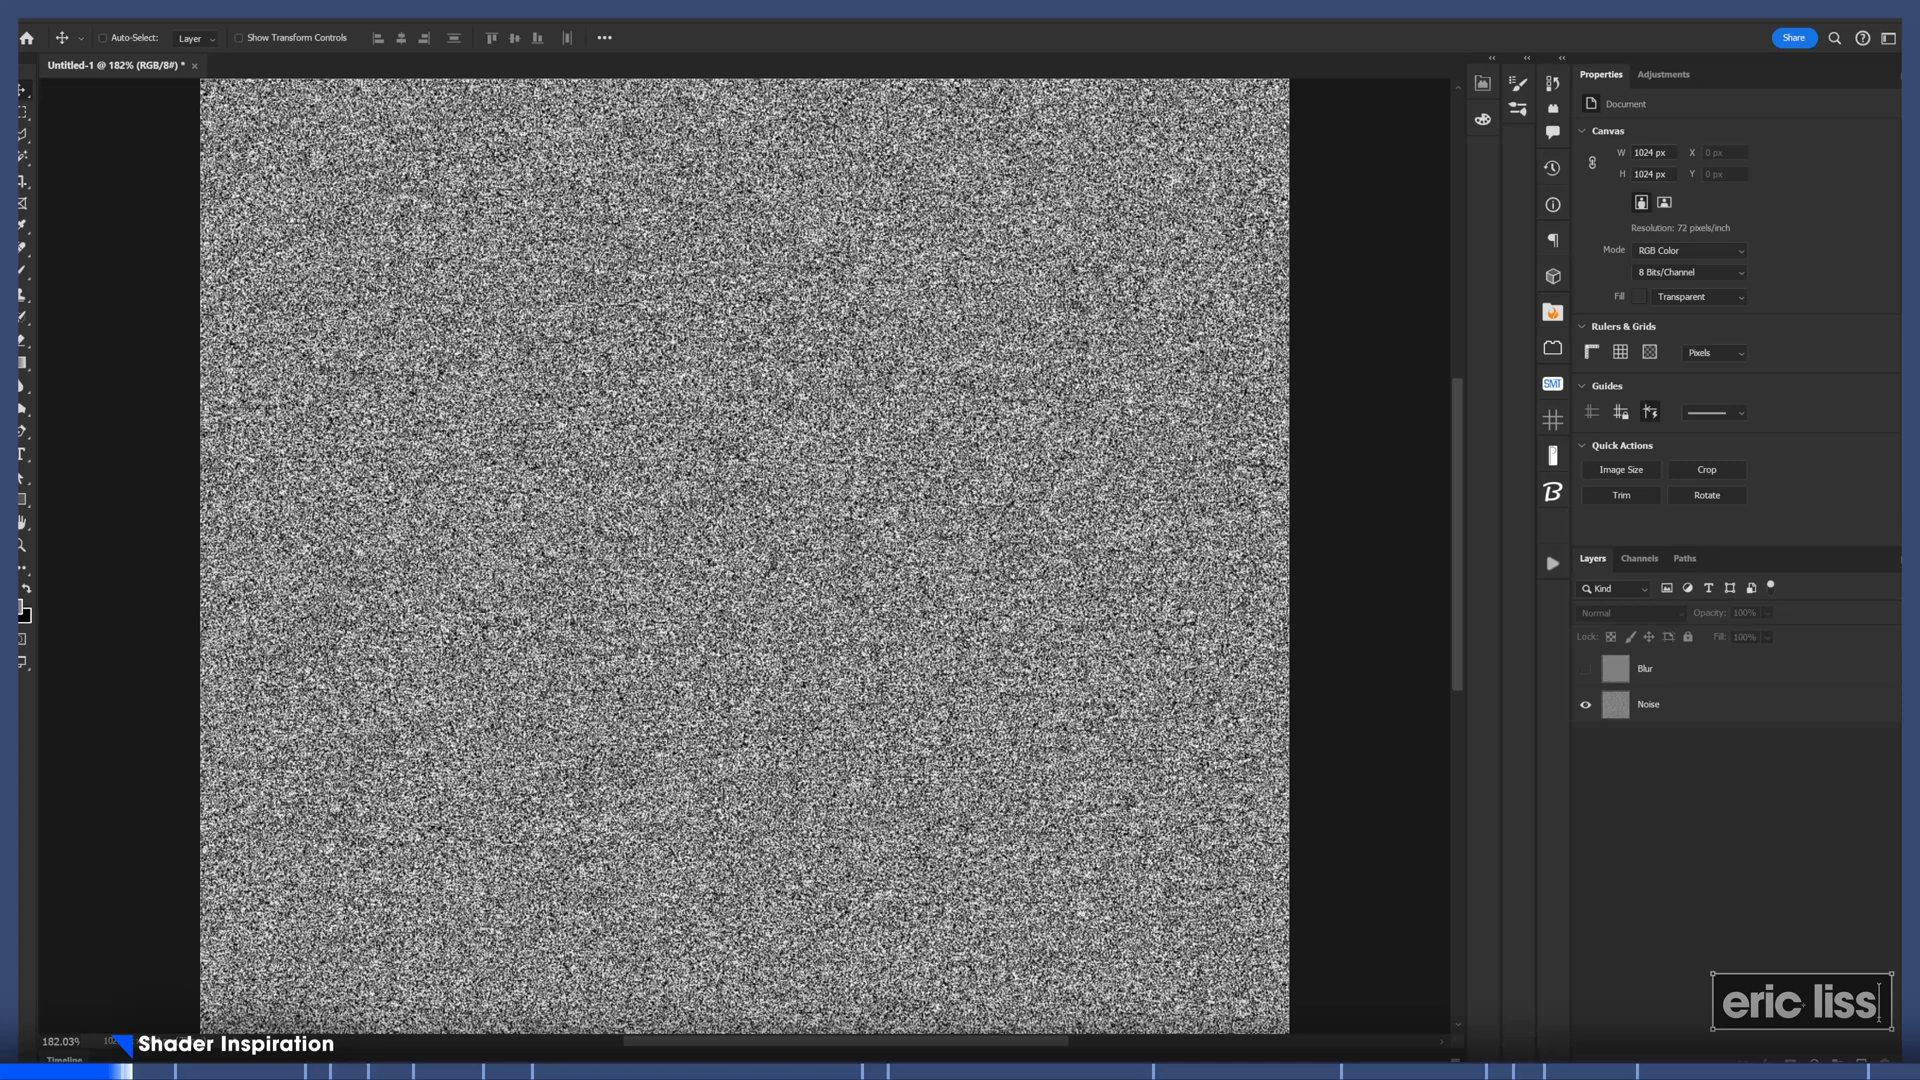 Auto-Select:
Layer
Show Transform Controls
Share
Untitled-1 @ 182% (RGB/8#) *
Properties
Adjustments
Document
Canvas
W 1024 px X 0 px
H 1024 px Y 0 px
Resolution: 72 pixels/inch
Mode RGB Color
8 Bits/Channel
Fill Transparent
Rulers & Grids
Pixels
Guides
SMT
Quick Actions
Image Size
Crop
Trim
Rotate
Layers
Channels
Paths
Kind
Normal
Opacity: 100%
Lock:
Fill: 100%
Blur
Noise
eric liss
182.03%
Shader Inspiration
Timeline